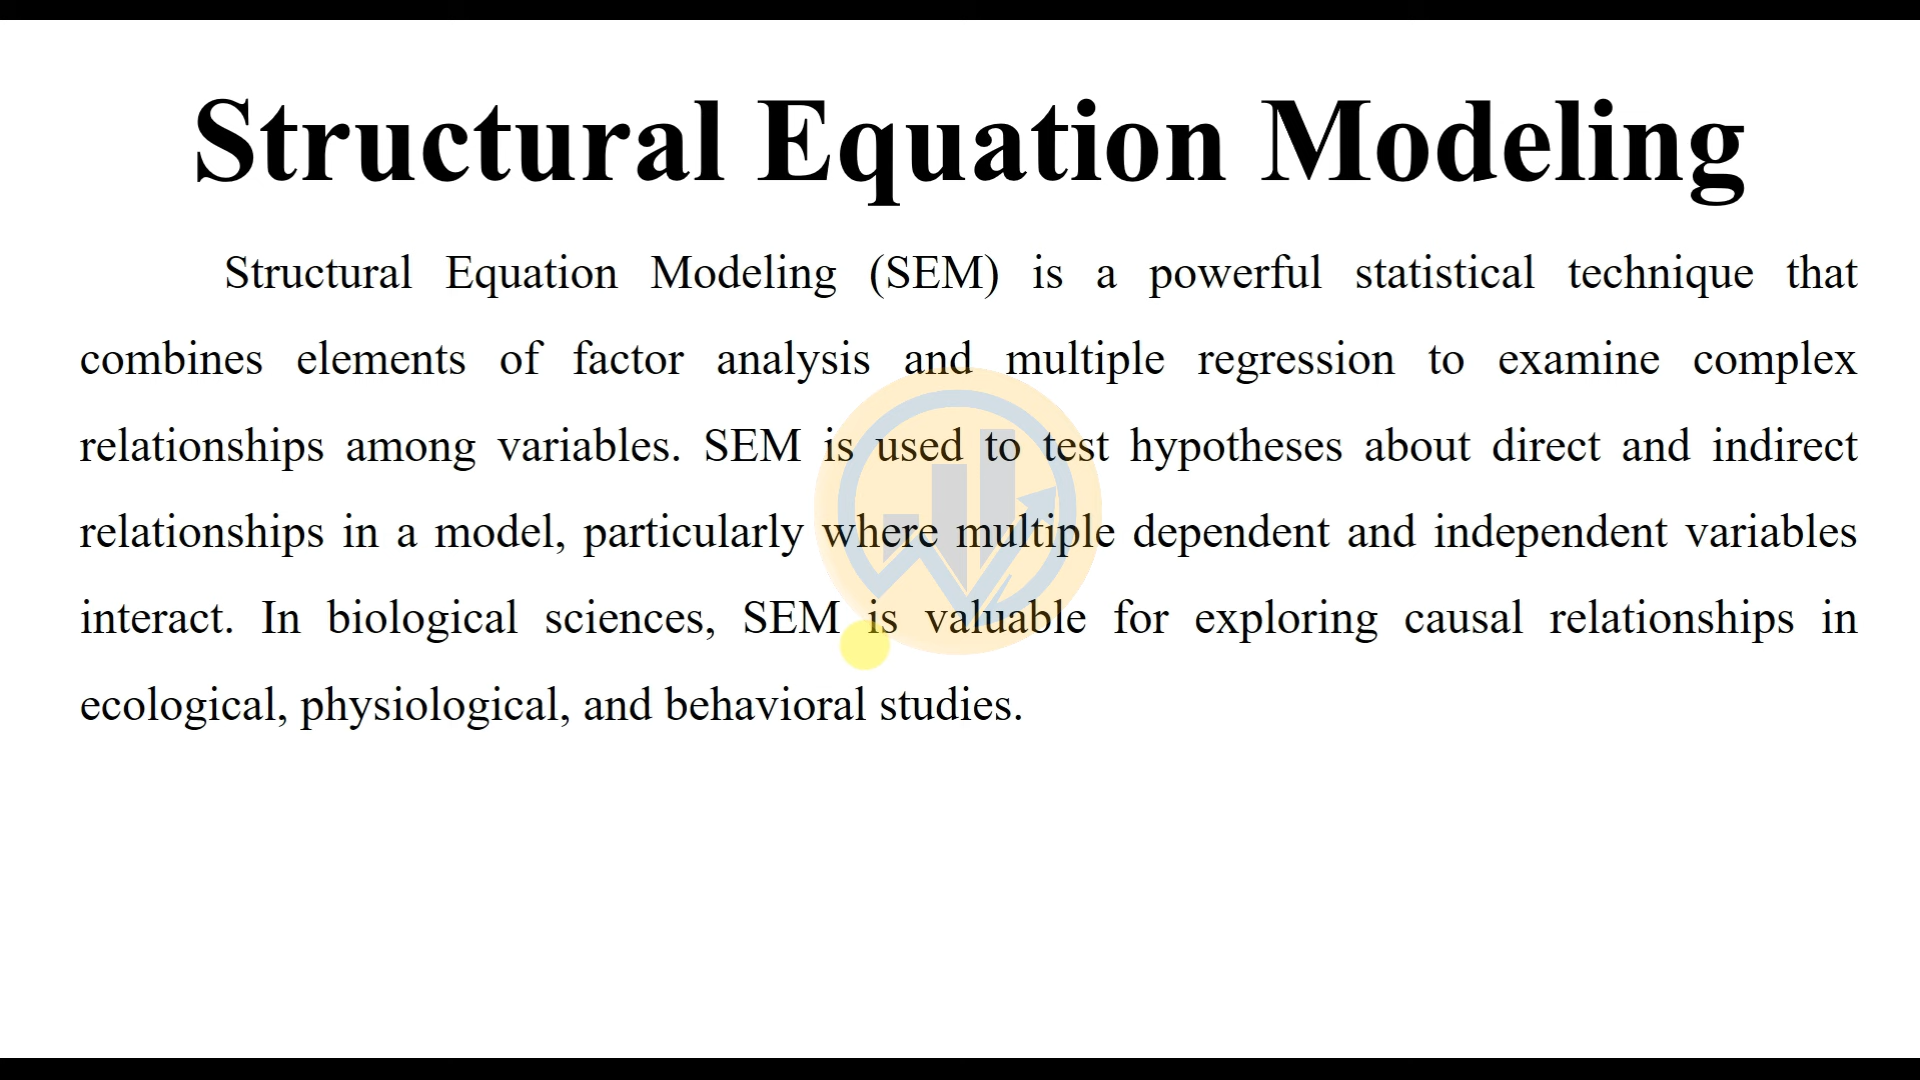 Structural Equation Modeling
Structural Equation Modeling (SEM) is a powerful statistical technique that
combines elements of factor analysis and multiple regression to examine complex
relationships among variables. SEM is used to test hypotheses about direct and indirect
relationships in a model, particularly where multiple dependent and independent variables
interact. In biological sciences, SEM is valuable for exploring causal relationships in
ecological, physiological, and behavioral studies.